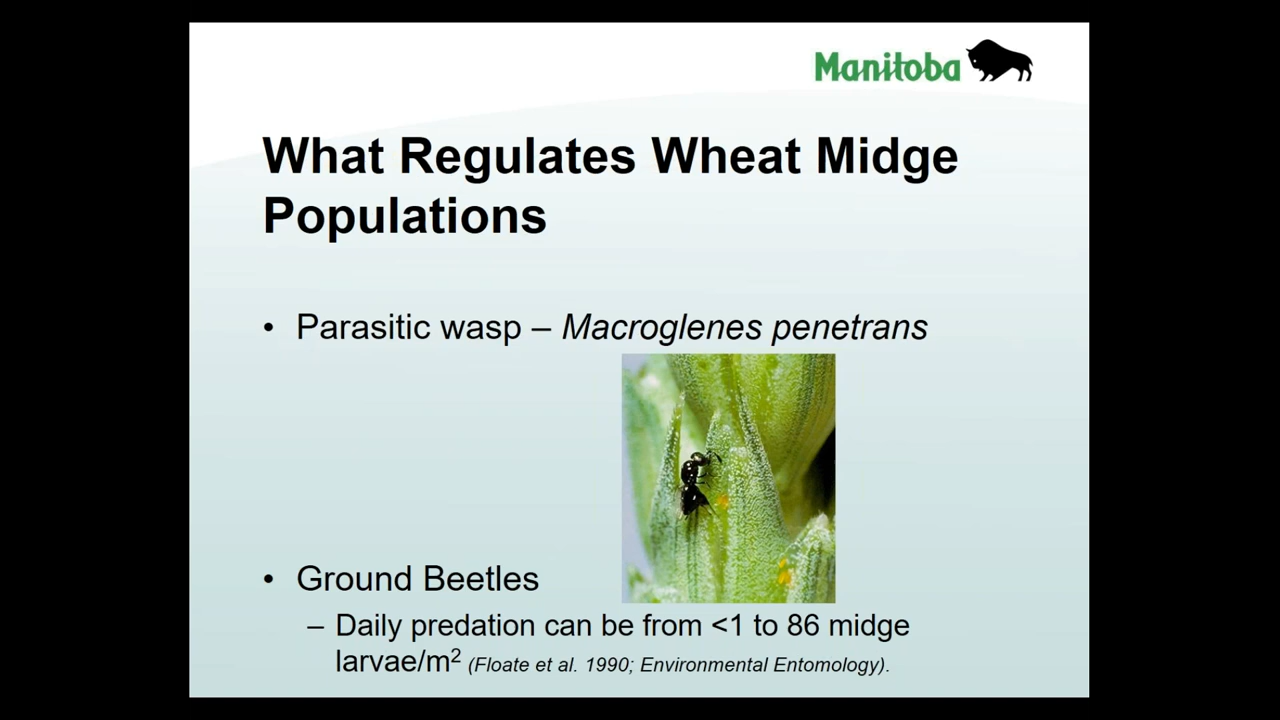 Manitoba
What Regulates Wheat Midge
Populations
• Parasitic wasp – Macroglenes penetrans
• Ground Beetles
– Daily predation can be from <1 to 86 midge
larvae/m² (Floate et al. 1990; Environmental Entomology).